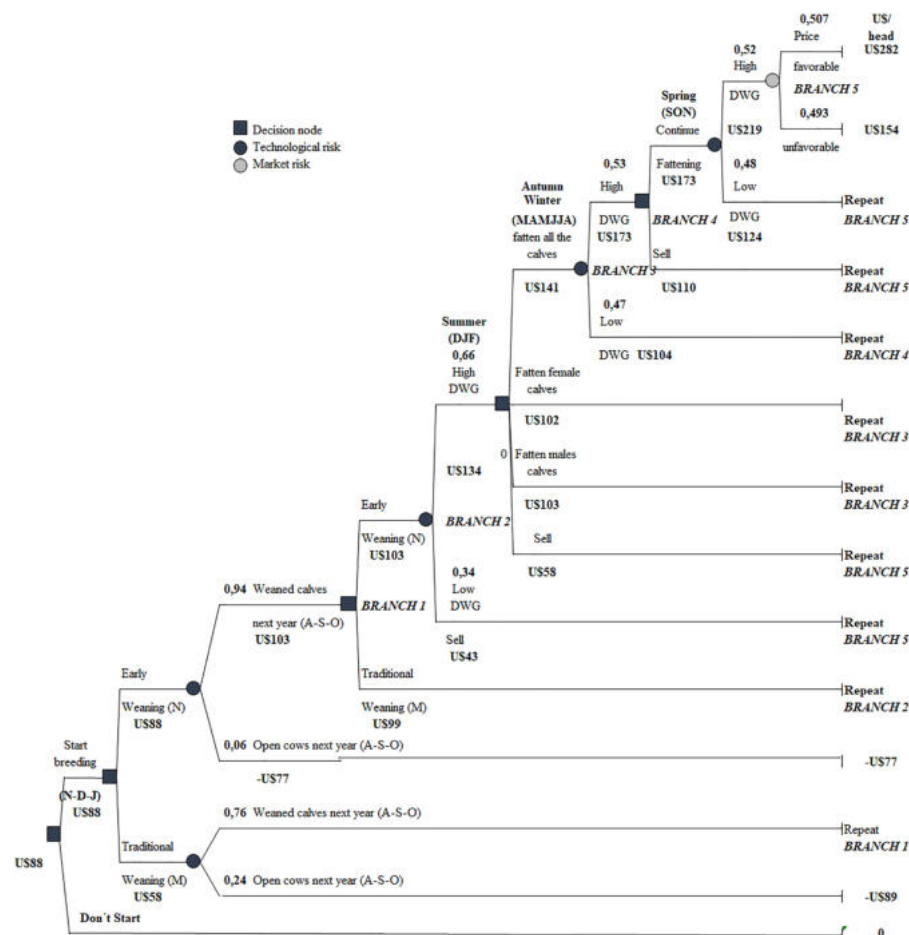 0,507
U$/
Price
head
0,52
U$282
High
favorable
Spring
DWG
BRANCH 5
(SON)
0,493
Decision node
Continue
U$219
U$154
Technological risk
unfavorable
Market risk
0,53
Fattening
0,48
High
U$173
Low
Autumn
Winter
Repeat
(MAMJJA)
DWG
BRANCH 4
DWG
BRANCH 5
fatten all the
U$173
U$124
calves
Sell
BRANCH 3
Repeat
U$141
U$110
BRANCH 5
0,47
Summer
Low
(DJF)
Repeat
0,66
DWG U$104
BRANCH 4
High
DWG
Fatten female
calves
U$102
Repeat
BRANCH 3
0 Fatten males
U$134
calves
Repeat
Early
U$103
BRANCH 3
BRANCH 2
Weaning (N)
Sell
U$103
Repeat
0,34
U$58
BRANCH 5
Low
0,94 Weaned calves
DWG
BRANCH 1
next year (A-S-O)
Repeat
U$103
Sell
BRANCH 5
U$43
Early
Traditional
Repeat
Weaning (N)
Weaning (M)
BRANCH 2
U$88
U$99
Start
0,06 Open cows next year (A-S-O)
breeding
-U$77
-U$77
(N-D-J)
U$88
0,76 Weaned calves next year (A-S-O)
Repeat
Traditional
BRANCH 1
U$88
Weaning (M)
0,24 Open cows next year (A-S-O)
U$58
-U$89
Don´t Start
0